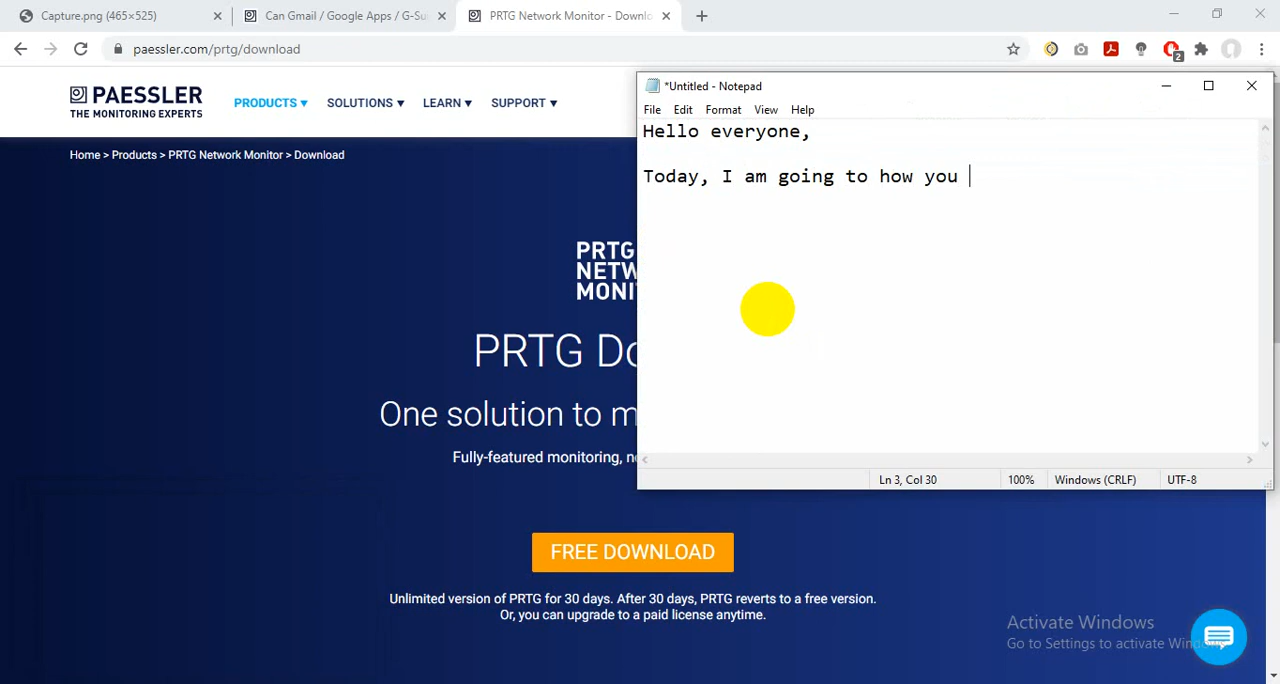 Capture.png (465×525)
Can Gmail / Google Apps / G-Su
PRTG Network Monitor - Downlo
paessler.com/prtg/download
2
PAESSLER
THE MONITORING EXPERTS
PRODUCTS ▾
SOLUTIONS ▾
LEARN ▾
SUPPORT ▾
Home > Products > PRTG Network Monitor > Download
*Untitled - Notepad
File Edit Format View Help
Hello everyone,
Today, I am going to how you
Ln 3, Col 30
100%
Windows (CRLF)
UTF-8
PRTG
NETW
MONI
PRTG Do
One solution to m
Fully-featured monitoring, n
FREE DOWNLOAD
Unlimited version of PRTG for 30 days. After 30 days, PRTG reverts to a free version.
Or, you can upgrade to a paid license anytime.
Activate Windows
Go to Settings to activate Windows.